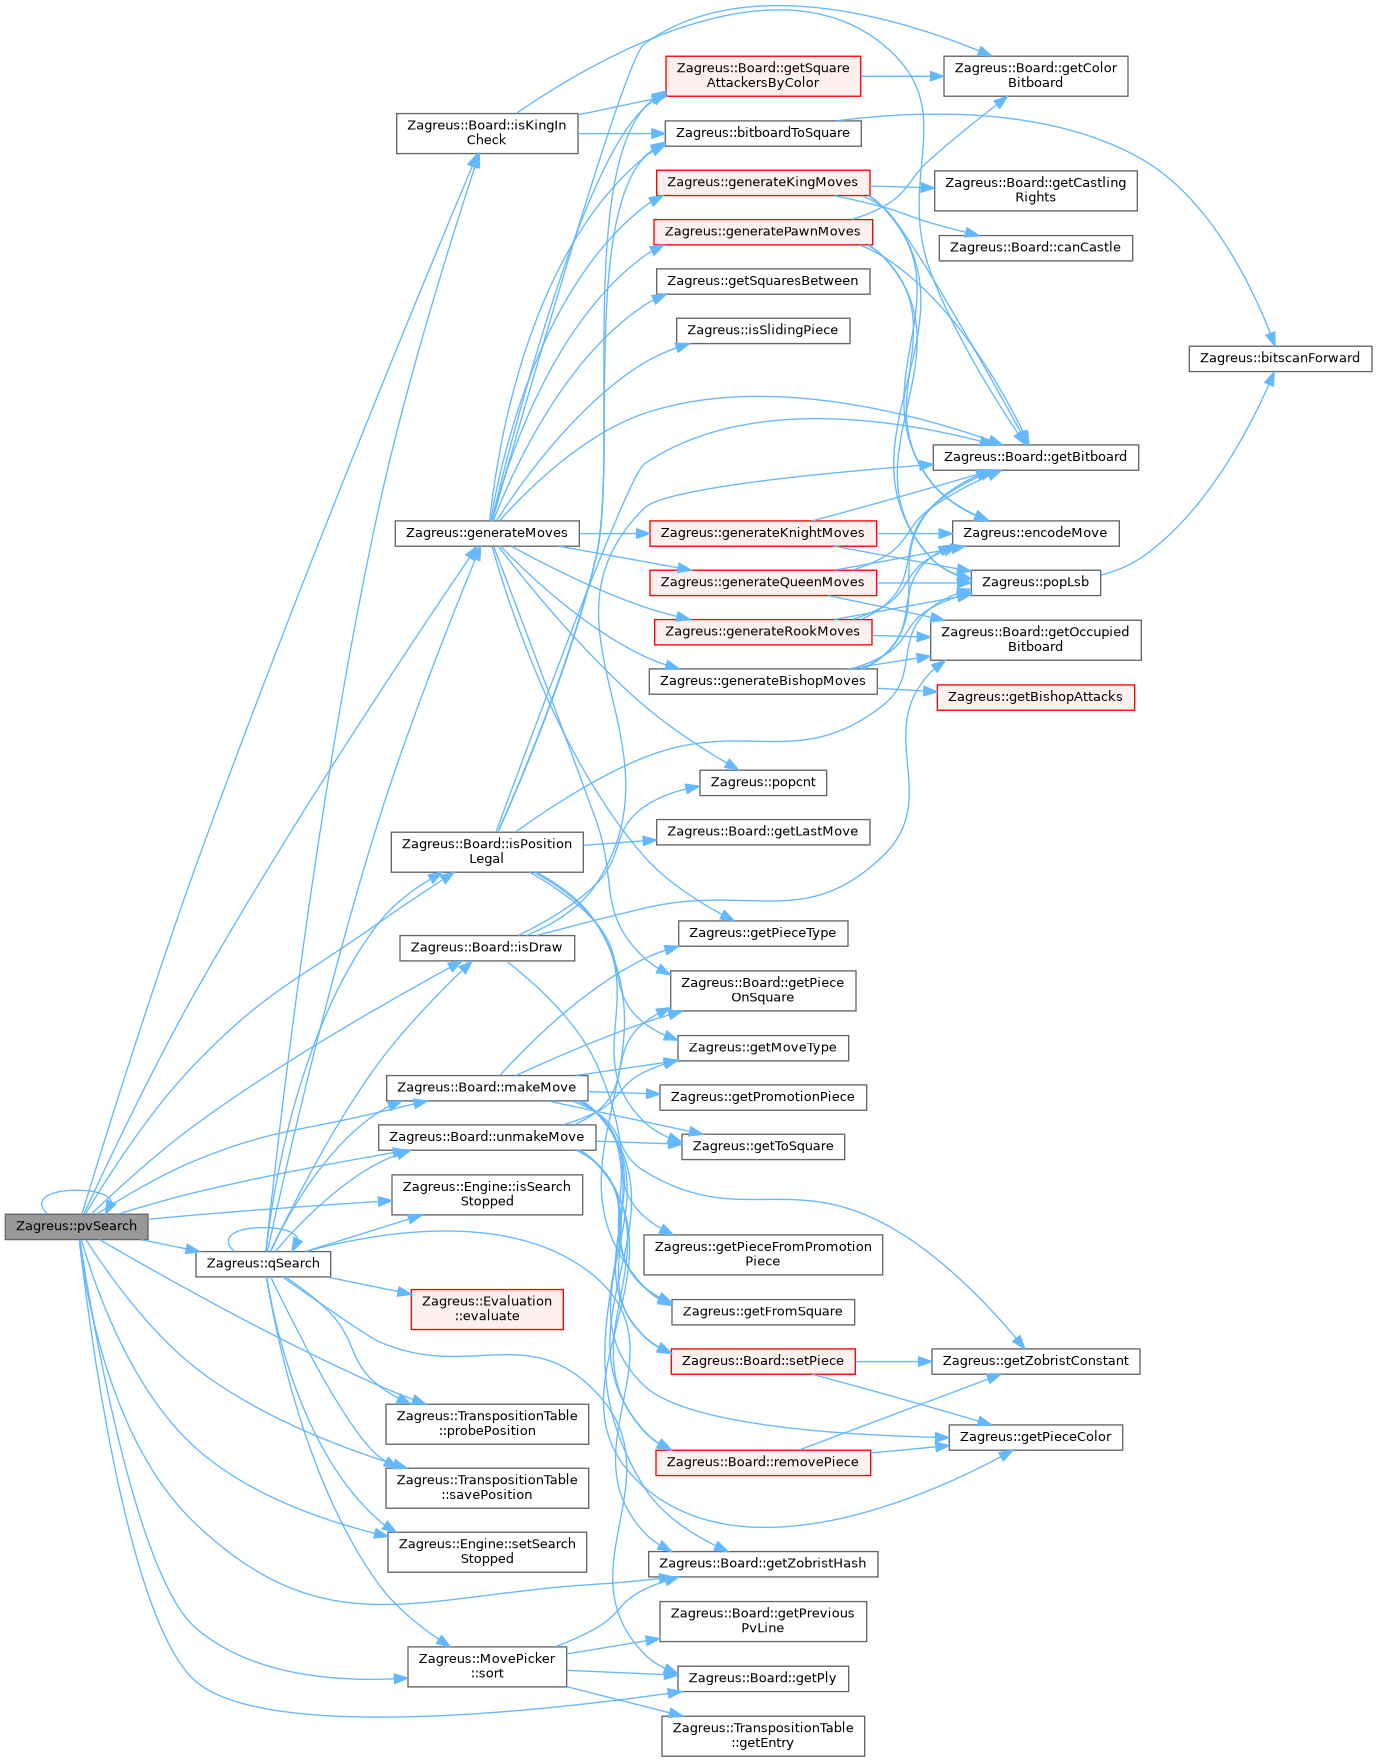 Zagreus::Board::getSquare
AttackersByColor
Zagreus::Board::getColor
Bitboard
Zagreus::Board::isKingIn
Check
Zagreus::bitboardToSquare
Zagreus::generateKingMoves
Zagreus::Board::getCastling
Rights
Zagreus::generatePawnMoves
Zagreus::Board::canCastle
Zagreus::getSquaresBetween
Zagreus::isSlidingPiece
Zagreus::bitscanForward
Zagreus::Board::getBitboard
Zagreus::generateMoves
Zagreus::generateKnightMoves
Zagreus::encodeMove
Zagreus::generateQueenMoves
Zagreus::popLsb
Zagreus::generateRookMoves
Zagreus::Board::getOccupied
Bitboard
Zagreus::generateBishopMoves
Zagreus::getBishopAttacks
Zagreus::popcnt
Zagreus::Board::getLastMove
Zagreus::Board::isPosition
Legal
Zagreus::getPieceType
Zagreus::Board::isDraw
Zagreus::Board::getPiece
OnSquare
Zagreus::getMoveType
Zagreus::Board::makeMove
Zagreus::getPromotionPiece
Zagreus::Board::unmakeMove
Zagreus::getToSquare
Zagreus::Engine::isSearch
Stopped
Zagreus::pvSearch
Zagreus::qSearch
Zagreus::getPieceFromPromotion
Piece
Zagreus::Evaluation
::evaluate
Zagreus::getFromSquare
Zagreus::Board::setPiece
Zagreus::getZobristConstant
Zagreus::TranspositionTable
::probePosition
Zagreus::getPieceColor
Zagreus::Board::removePiece
Zagreus::TranspositionTable
::savePosition
Zagreus::Engine::setSearch
Stopped
Zagreus::Board::getZobristHash
Zagreus::Board::getPrevious
PvLine
Zagreus::MovePicker
::sort
Zagreus::Board::getPly
Zagreus::TranspositionTable
::getEntry